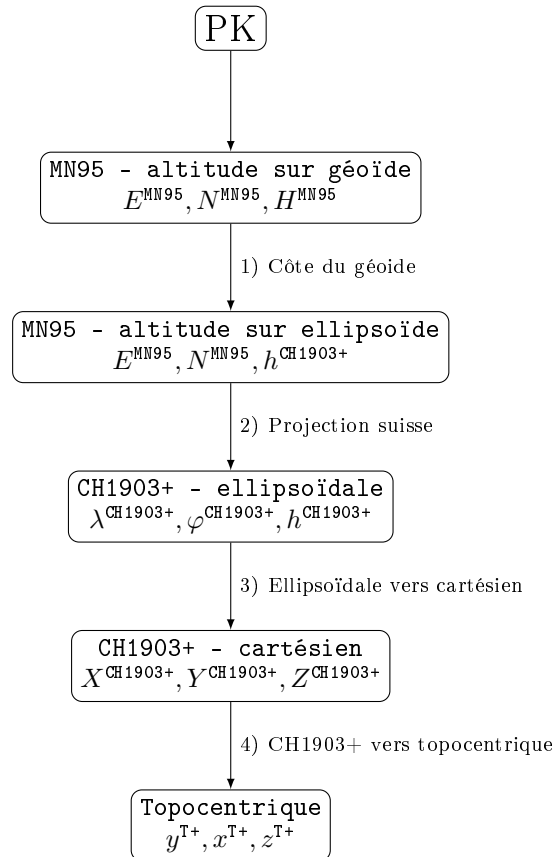 PK
MN95 - altitude sur géoïde
E^MN95, N^MN95, H^MN95
1) Côte du géoide
MN95 - altitude sur ellipsoïde
E^MN95, N^MN95, h^CH1903+
2) Projection suisse
CH1903+ - ellipsoïdale
λ^CH1903+, φ^CH1903+, h^CH1903+
3) Ellipsoïdale vers cartésien
CH1903+ - cartésien
X^CH1903+, Y^CH1903+, Z^CH1903+
4) CH1903+ vers topocentrique
Topocentrique
y^T+, x^T+, z^T+